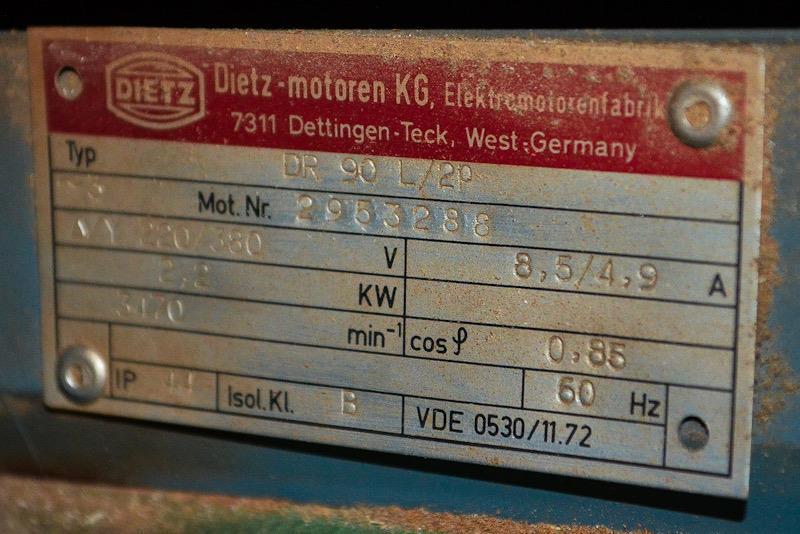 DIETZ
Dietz-motoren KG, Elektromotorenfabrik
7311 Dettingen-Teck, West-Germany
Typ DR 90 L/2P
Mot. Nr. 2953288
Y 220/380 V 8,5/4,9 A
2,2 KW
3470 min⁻¹ cos φ 0,85
60 Hz
IP 44 Isol.Kl. B VDE 0530/11.72